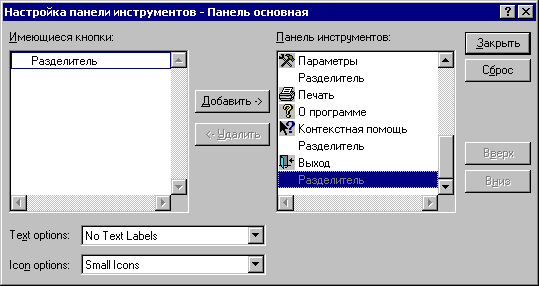 Настройка панели инструментов - Панель основная
Имеющиеся кнопки:
Разделитель
Добавить ->
<- Удалить
Панель инструментов:
Параметры
Разделитель
Печать
О программе
Контекстная помощь
Разделитель
Выход
Разделитель
Закрыть
Сброс
Вверх
Вниз
Text options:
No Text Labels
Icon options:
Small Icons